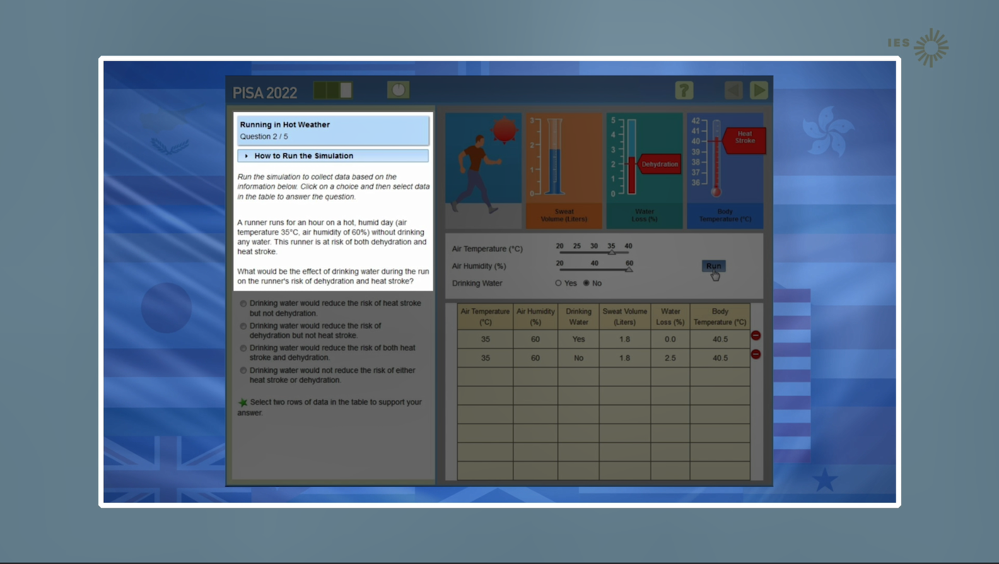 IES
PISA 2022
?
Running in Hot Weather
Question 2 / 5
How to Run the Simulation
Run the simulation to collect data based on the
information below. Click on a choice and then select data
in the table to answer the question.
A runner runs for an hour on a hot, humid day (air
temperature 35°C, air humidity of 60%) without drinking
any water. This runner is at risk of both dehydration and
heat stroke.
What would be the effect of drinking water during the run
on the runner's risk of dehydration and heat stroke?
Drinking water would reduce the risk of heat stroke
but not dehydration.
Drinking water would reduce the risk of
dehydration but not heat stroke.
Drinking water would reduce the risk of both heat
stroke and dehydration.
Drinking water would not reduce the risk of either
heat stroke or dehydration.
Select two rows of data in the table to support your
answer.
3
2
1
0
Sweat
Volume (Liters)
5
4
3
2
1
0
Dehydration
Water
Loss (%)
42
41
40
39
38
37
36
Heat
Stroke
Body
Temperature (°C)
Air Temperature (°C)
20 25 30 35 40
Air Humidity (%)
20 40 60
Run
Drinking Water
Yes No
Air Temperature (°C) Air Humidity (%) Drinking Water Sweat Volume (Liters) Water Loss (%) Body Temperature (°C)
35 60 Yes 1.8 0.0 40.5
35 60 No 1.8 2.5 40.5